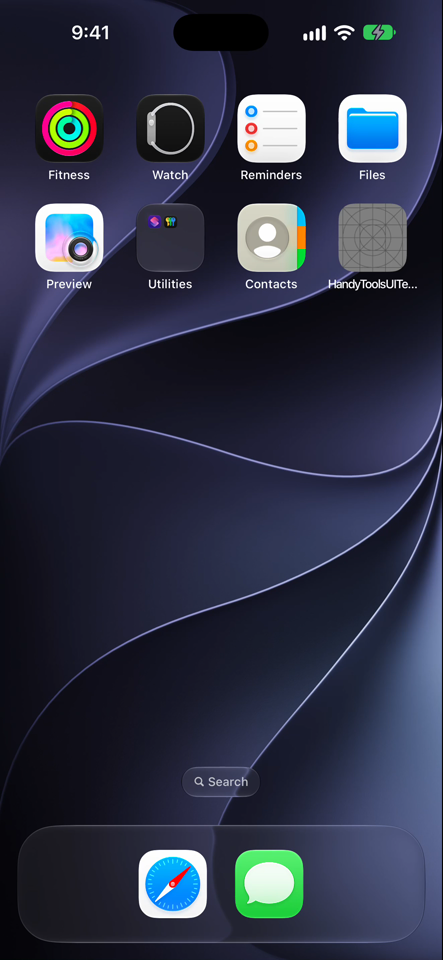 9:41
Fitness
Watch
Reminders
Files
Preview
Utilities
Contacts
HandyToolsUITe...
Search